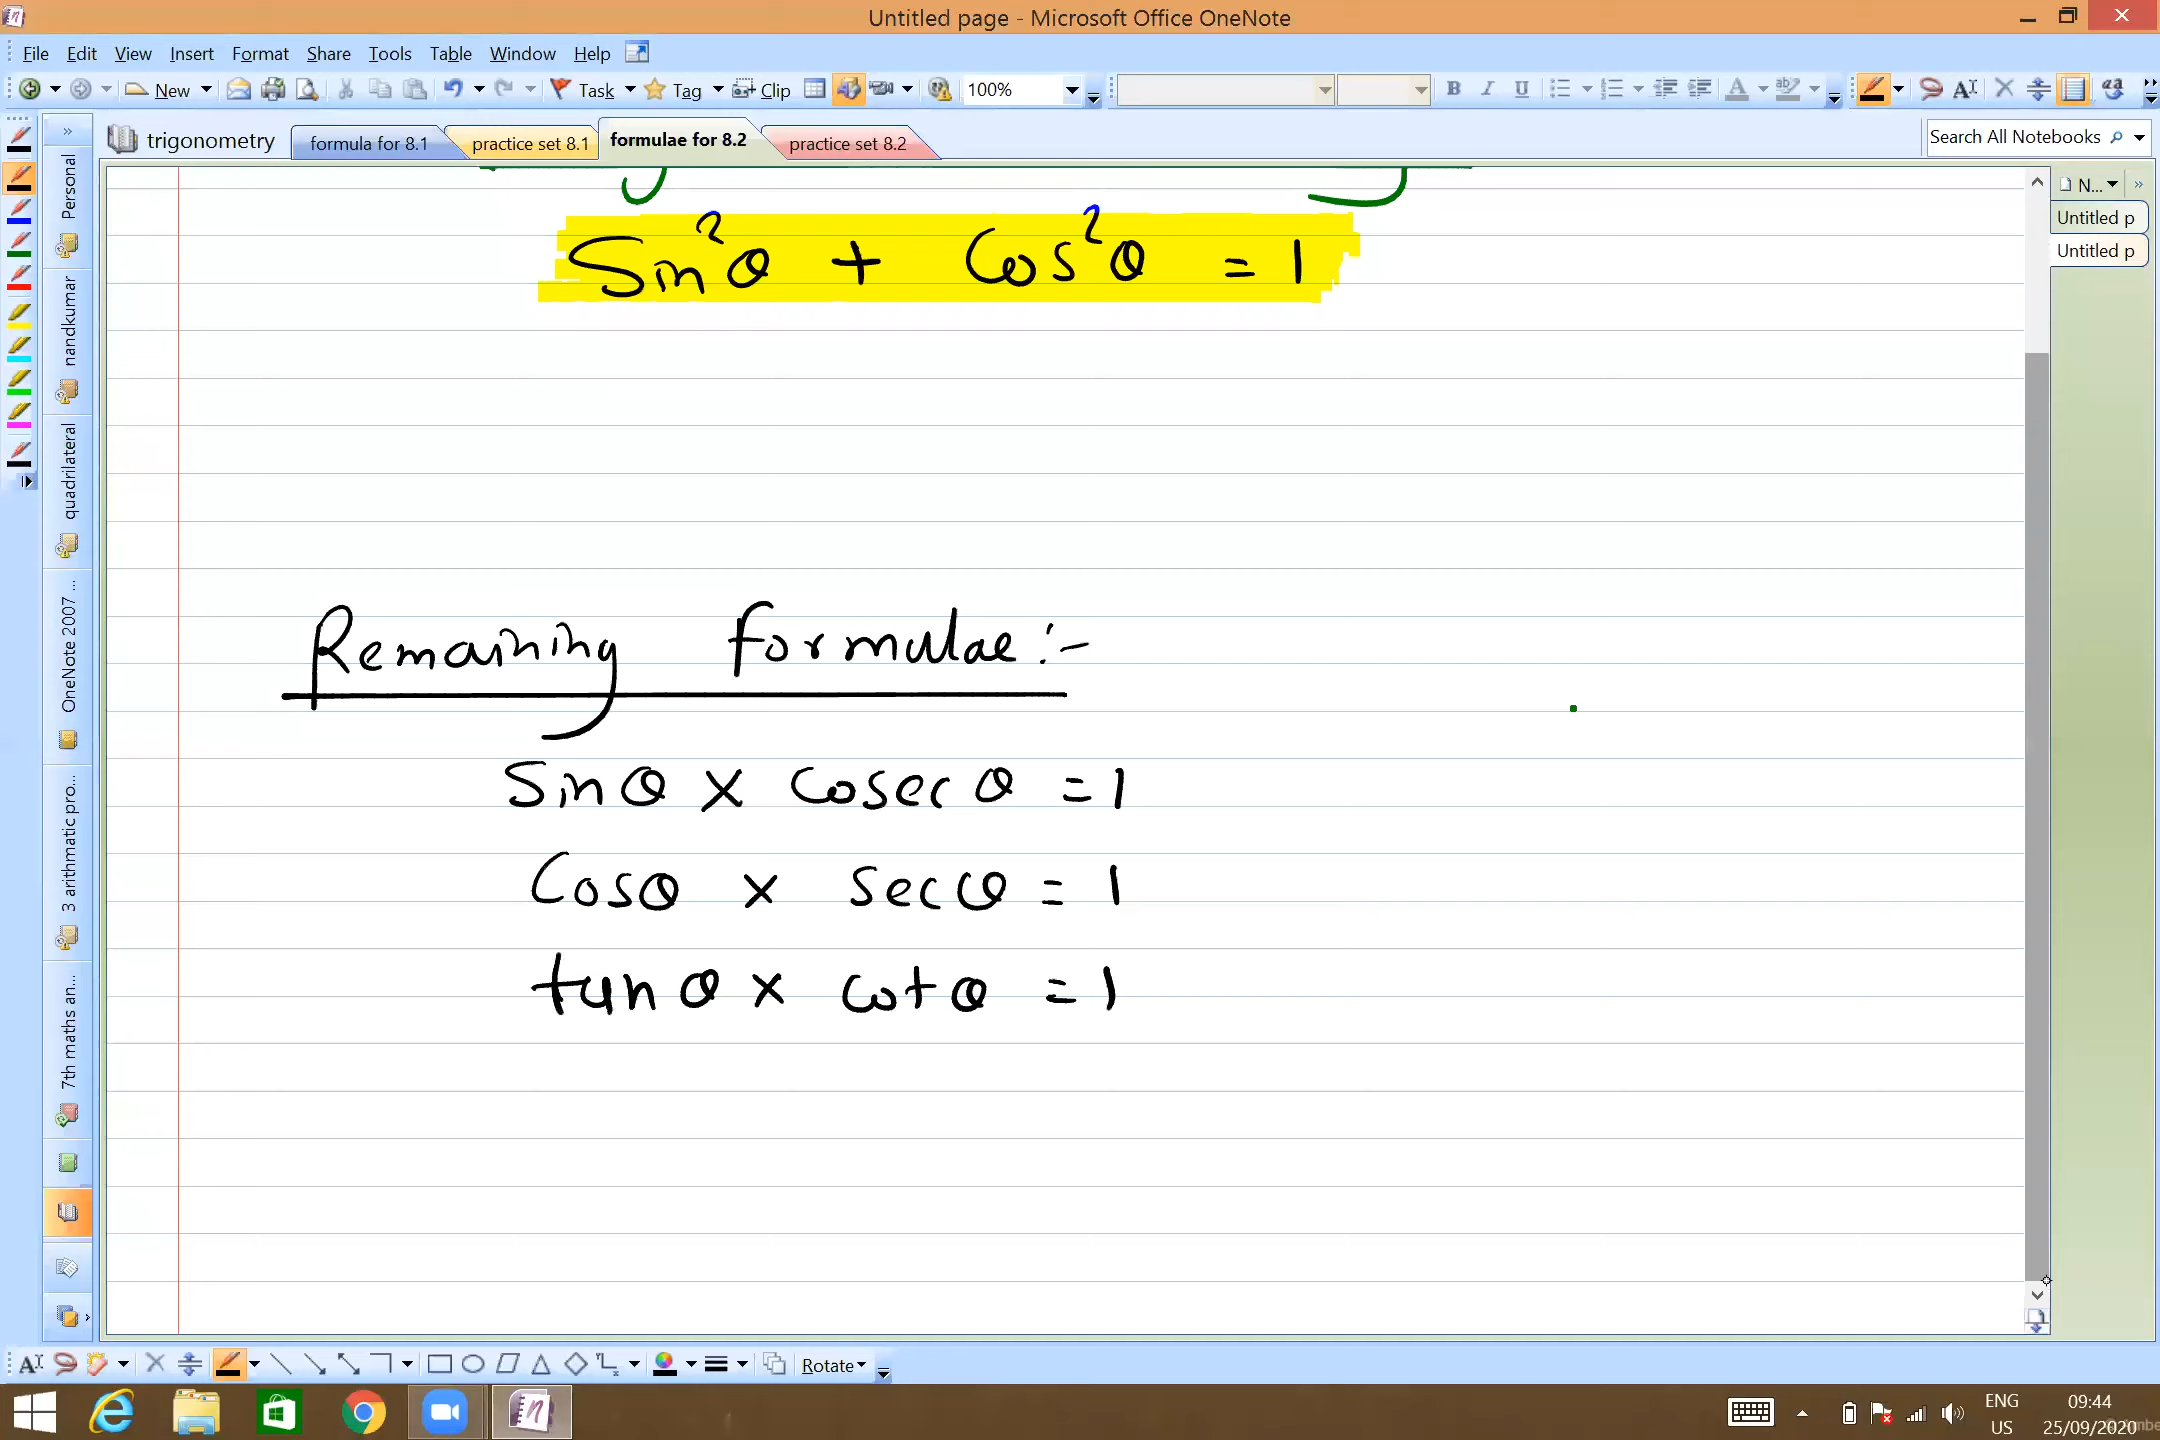 Untitled page - Microsoft Office OneNote
File Edit View Insert Format Share Tools Table Window Help
New Task Tag Clip 100% B I U A ab
trigonometry formula for 8.1 practice set 8.1 formulae for 8.2 practice set 8.2 Search All Notebooks
N...
Untitled p
Untitled p
Personal
nandkumar
quadrilateral
OneNote 2007 ...
3 arithmatic pro...
7th maths an...
Sin²θ + Cos²θ = 1
Remaining formulae :-
Sinθ × cosec θ = 1
Cosθ × secθ = 1
tanθ × cotθ = 1
Rotate
ENG
US
09:44
25/09/2020